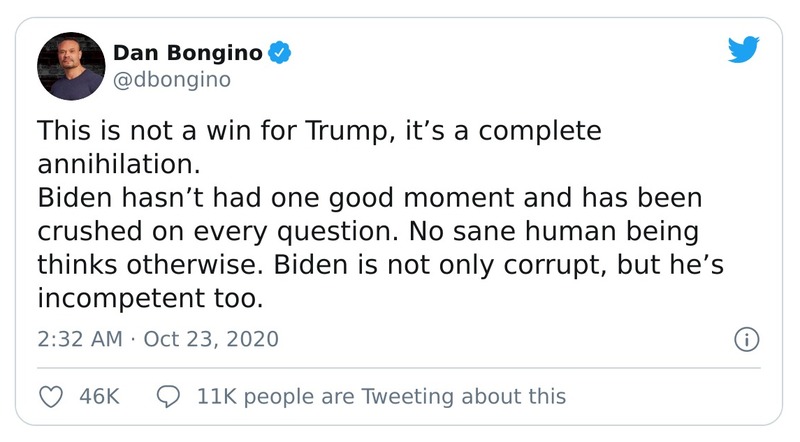 Dan Bongino
@dbongino
This is not a win for Trump, it’s a complete
annihilation.
Biden hasn’t had one good moment and has been
crushed on every question. No sane human being
thinks otherwise. Biden is not only corrupt, but he’s
incompetent too.
2:32 AM · Oct 23, 2020
46K 11K people are Tweeting about this